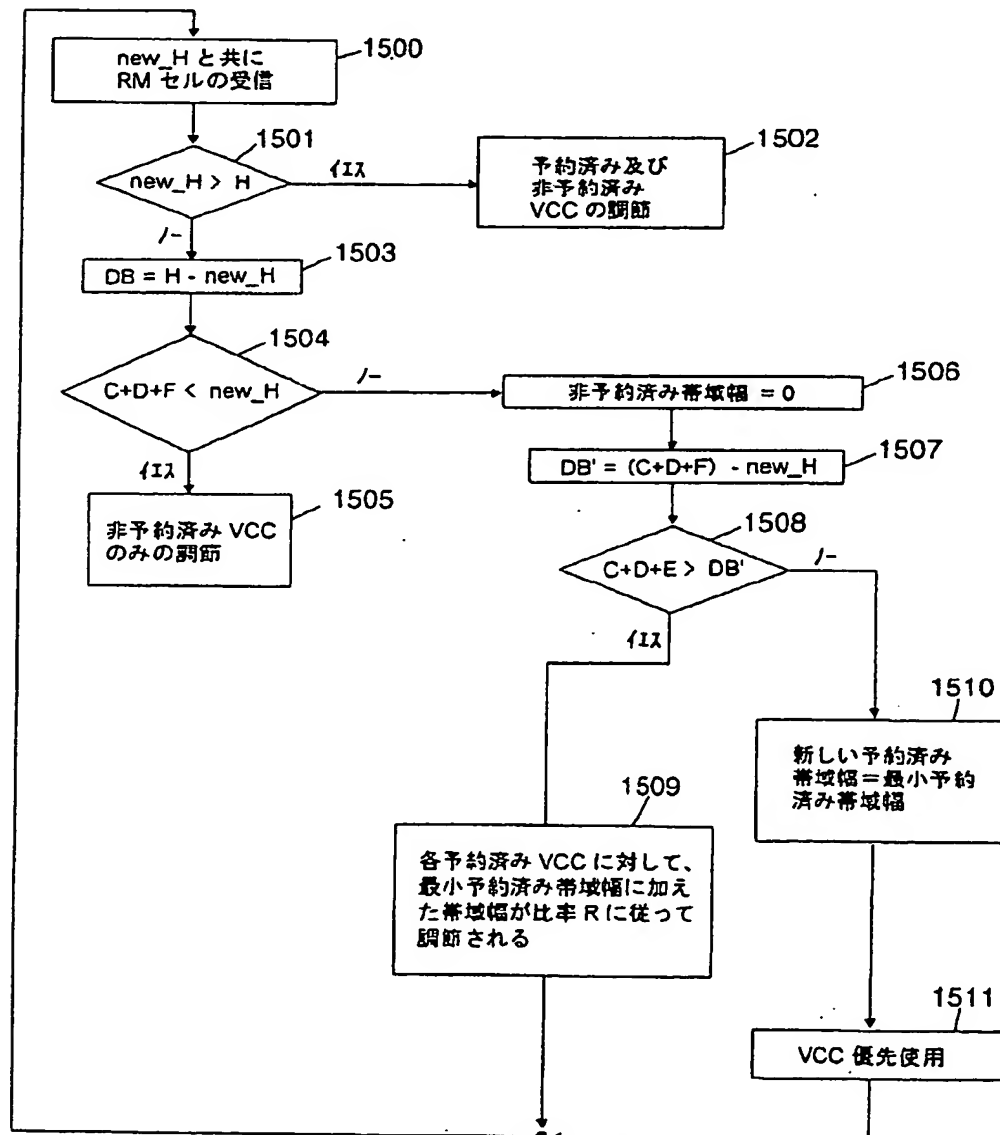 new_H と共に
RM セルの受信
1500
1501
new_H > H
イエス
1502
予約済み及び
非予約済み
VCC の調節
ノー
1503
DB = H - new_H
1504
C+D+F < new_H
ノー
1506
非予約済み帯域幅 = 0
イエス
1507
DB' = (C+D+F) - new_H
1505
非予約済み VCC
のみの調節
1508
C+D+E > DB'
ノー
イエス
1510
新しい予約済み
帯域幅=最小予約
済み帯域幅
1509
各予約済み VCC に対して、
最小予約済み帯域幅に加え
た帯域幅が比率 R に従って
調節される
1511
VCC 優先使用